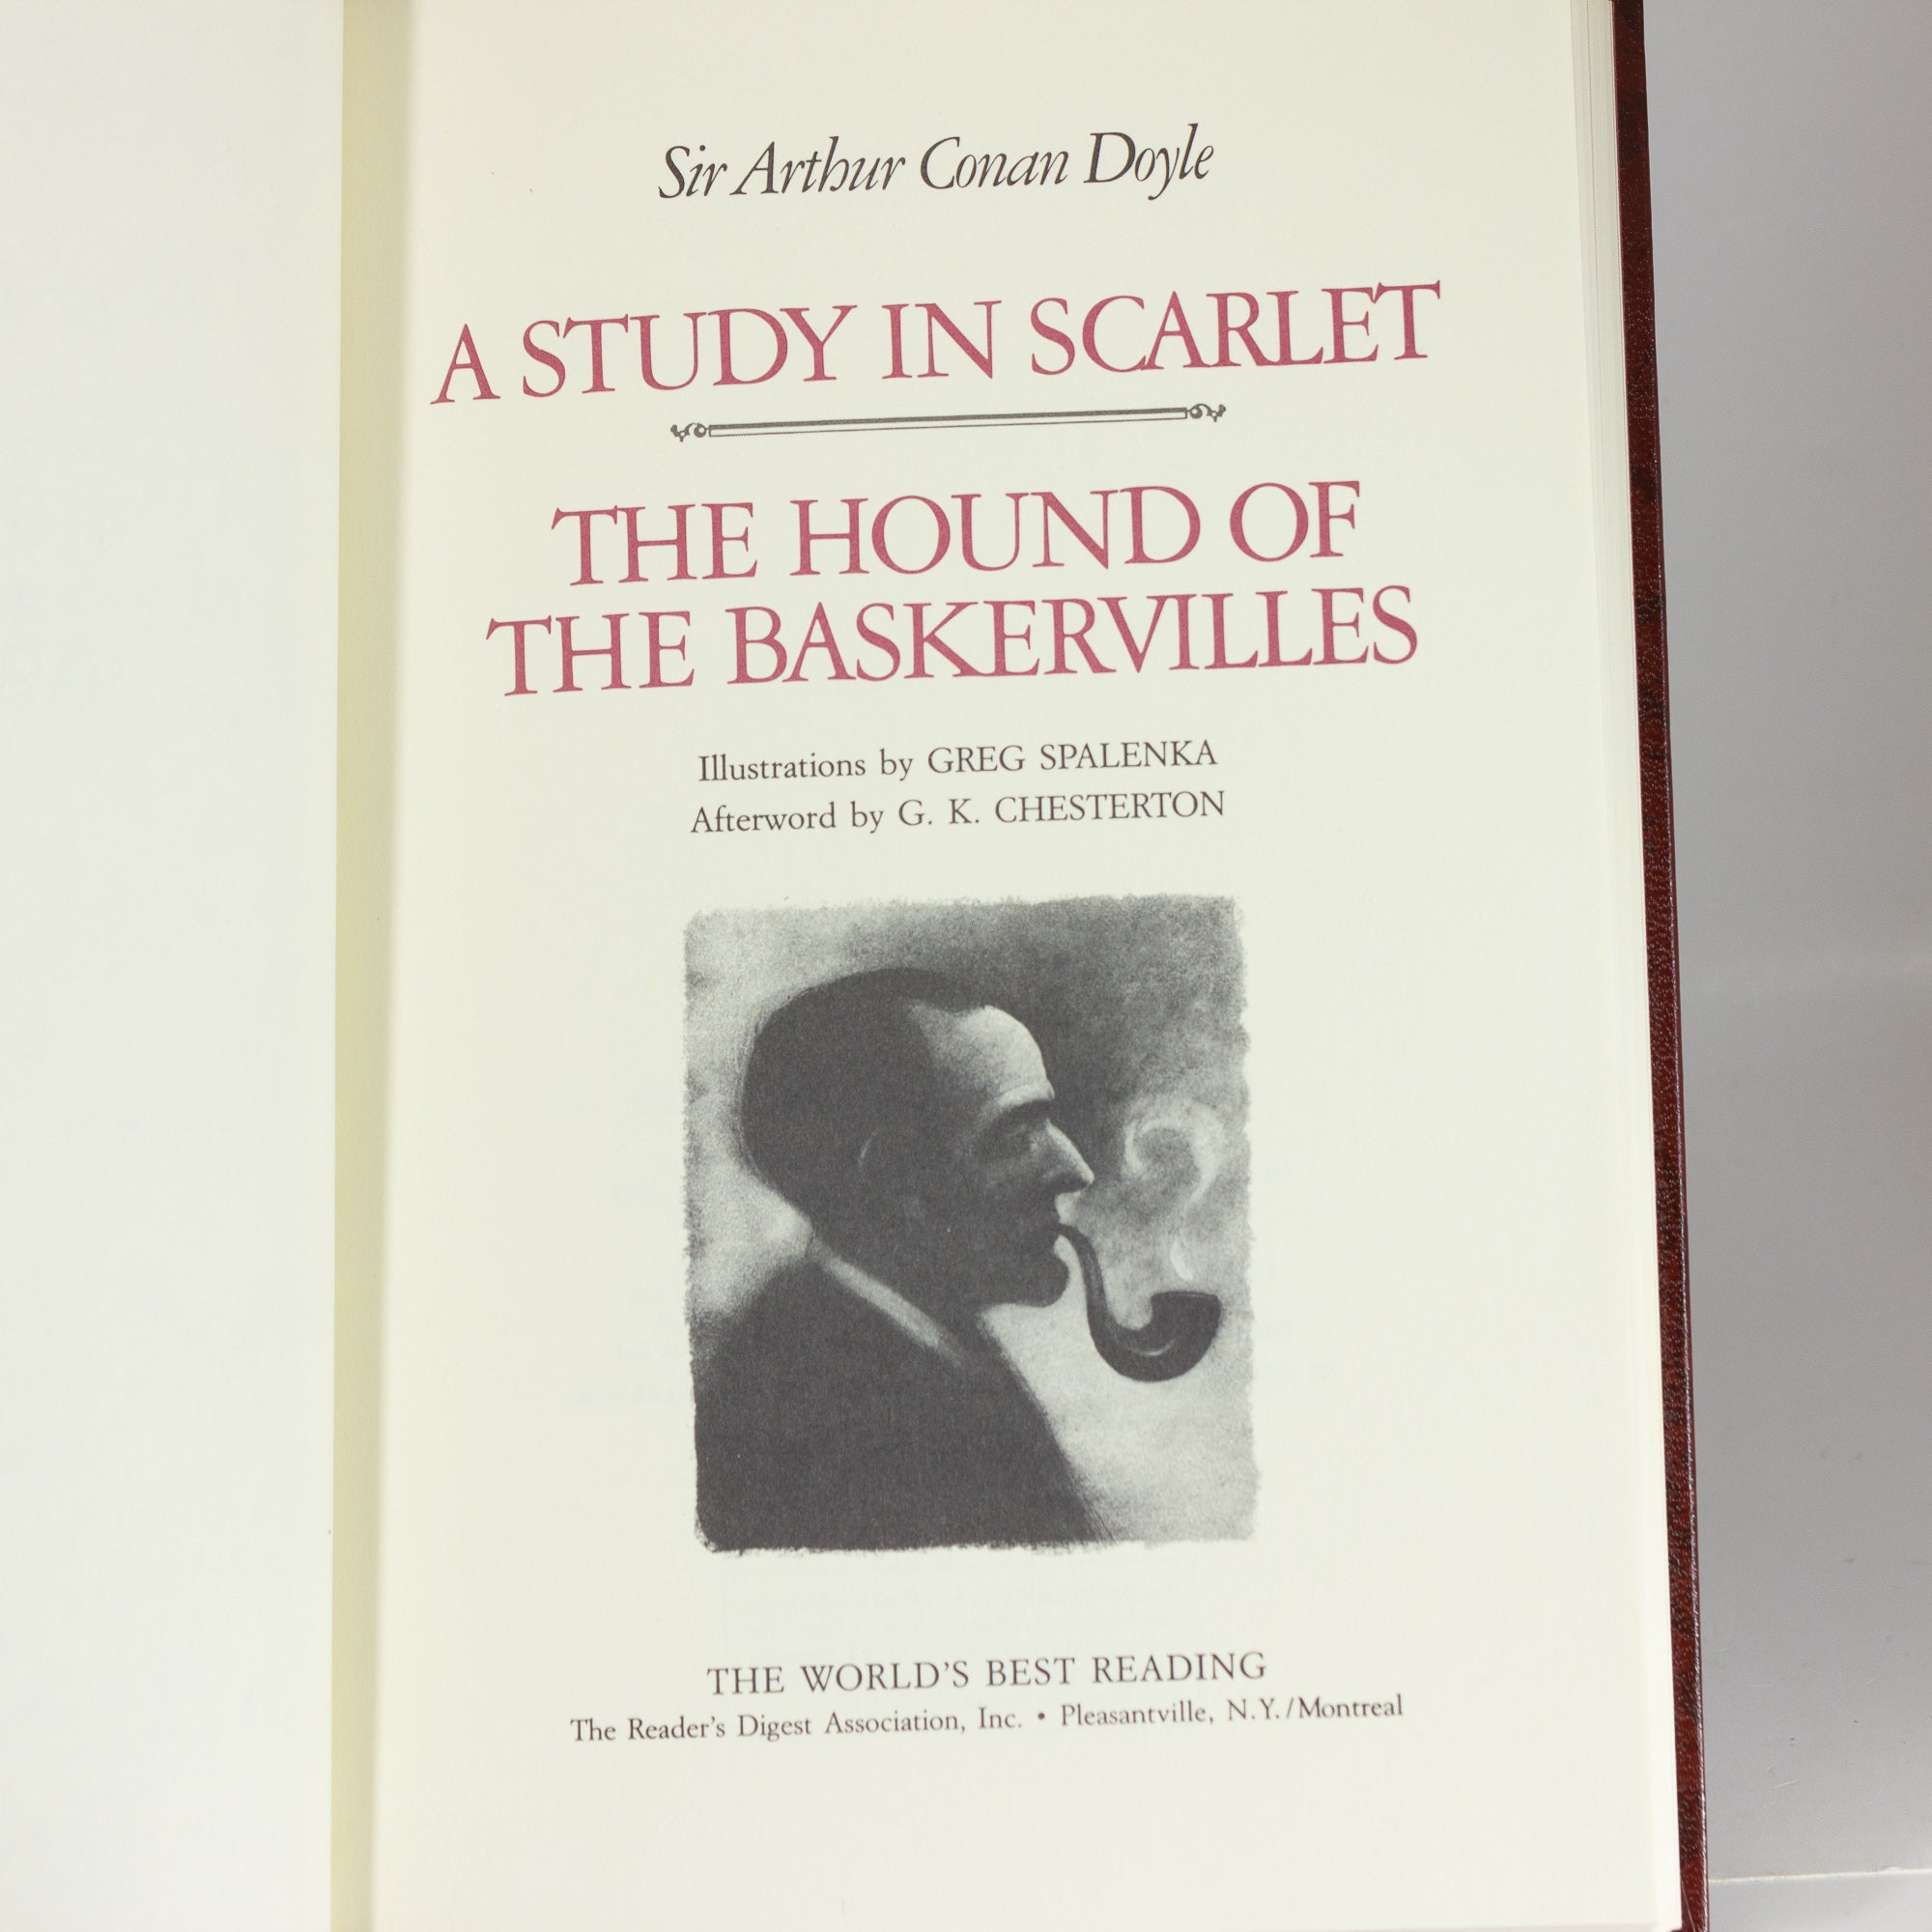 Sir Arthur Conan Doyle
A STUDY IN SCARLET
THE HOUND OF
THE BASKERVILLES
Illustrations by GREG SPALENKA
Afterword by G. K. CHESTERTON
THE WORLD'S BEST READING
The Reader's Digest Association, Inc. • Pleasantville, N.Y./Montreal